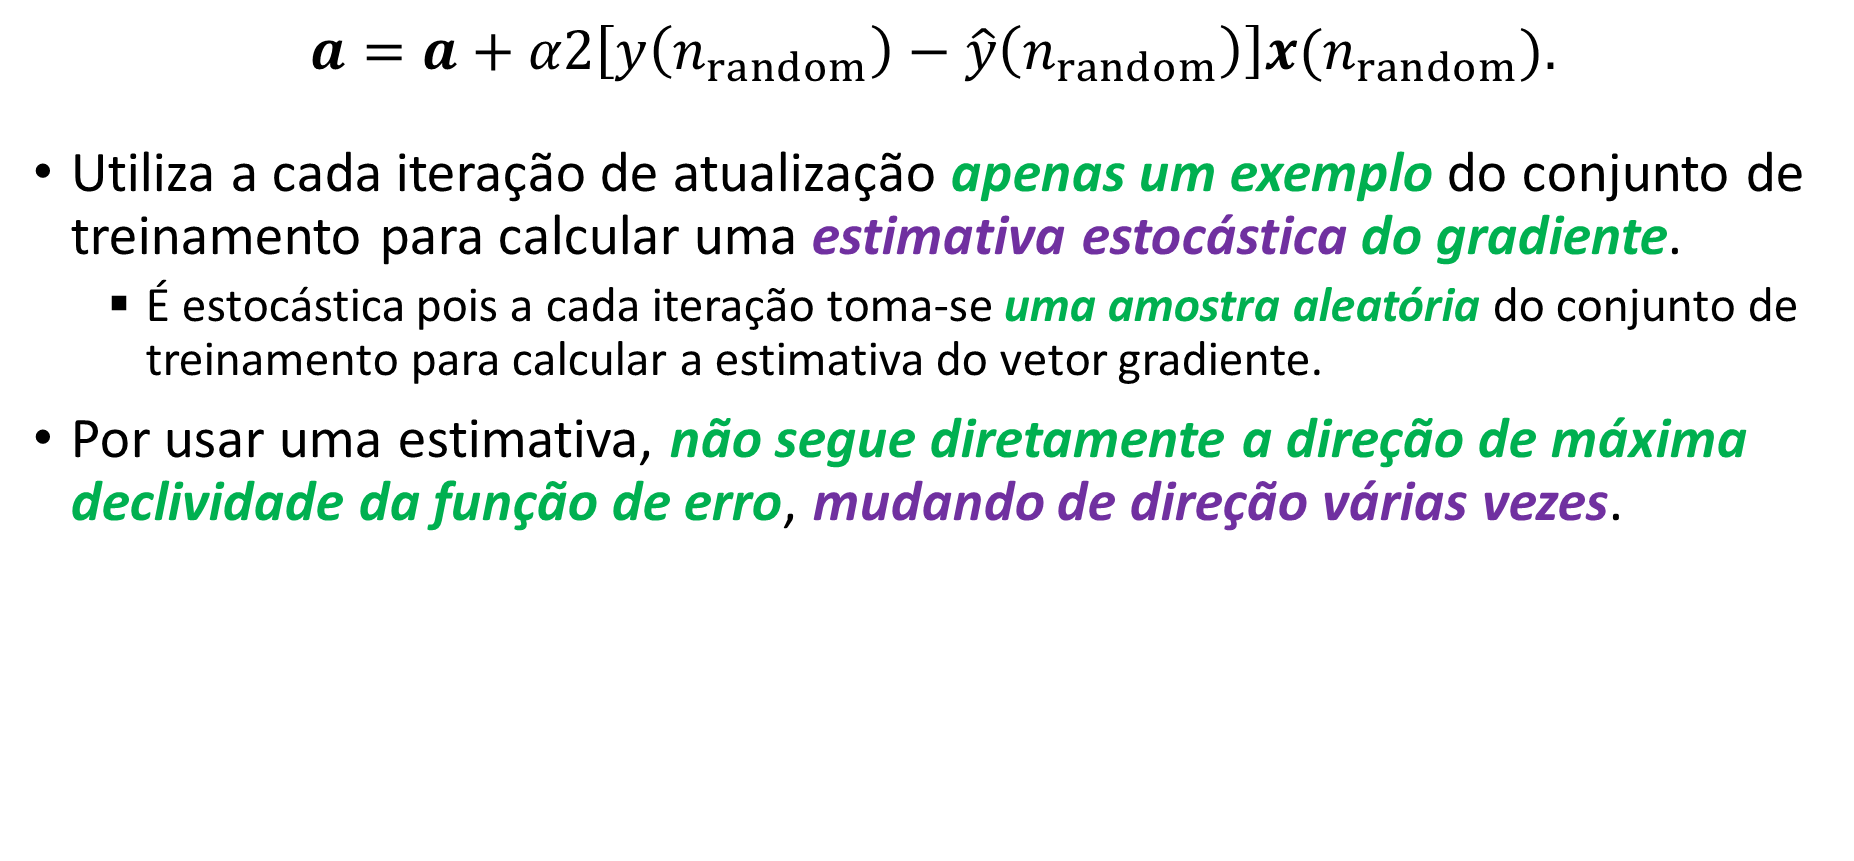 𝒂 = 𝒂 + 𝛼2[𝑦(𝑛_random) − ŷ(𝑛_random)]𝒙(𝑛_random).
• Utiliza a cada iteração de atualização apenas um exemplo do conjunto de
treinamento para calcular uma estimativa estocástica do gradiente.
▪ É estocástica pois a cada iteração toma-se uma amostra aleatória do conjunto de
treinamento para calcular a estimativa do vetor gradiente.
• Por usar uma estimativa, não segue diretamente a direção de máxima
declividade da função de erro, mudando de direção várias vezes.